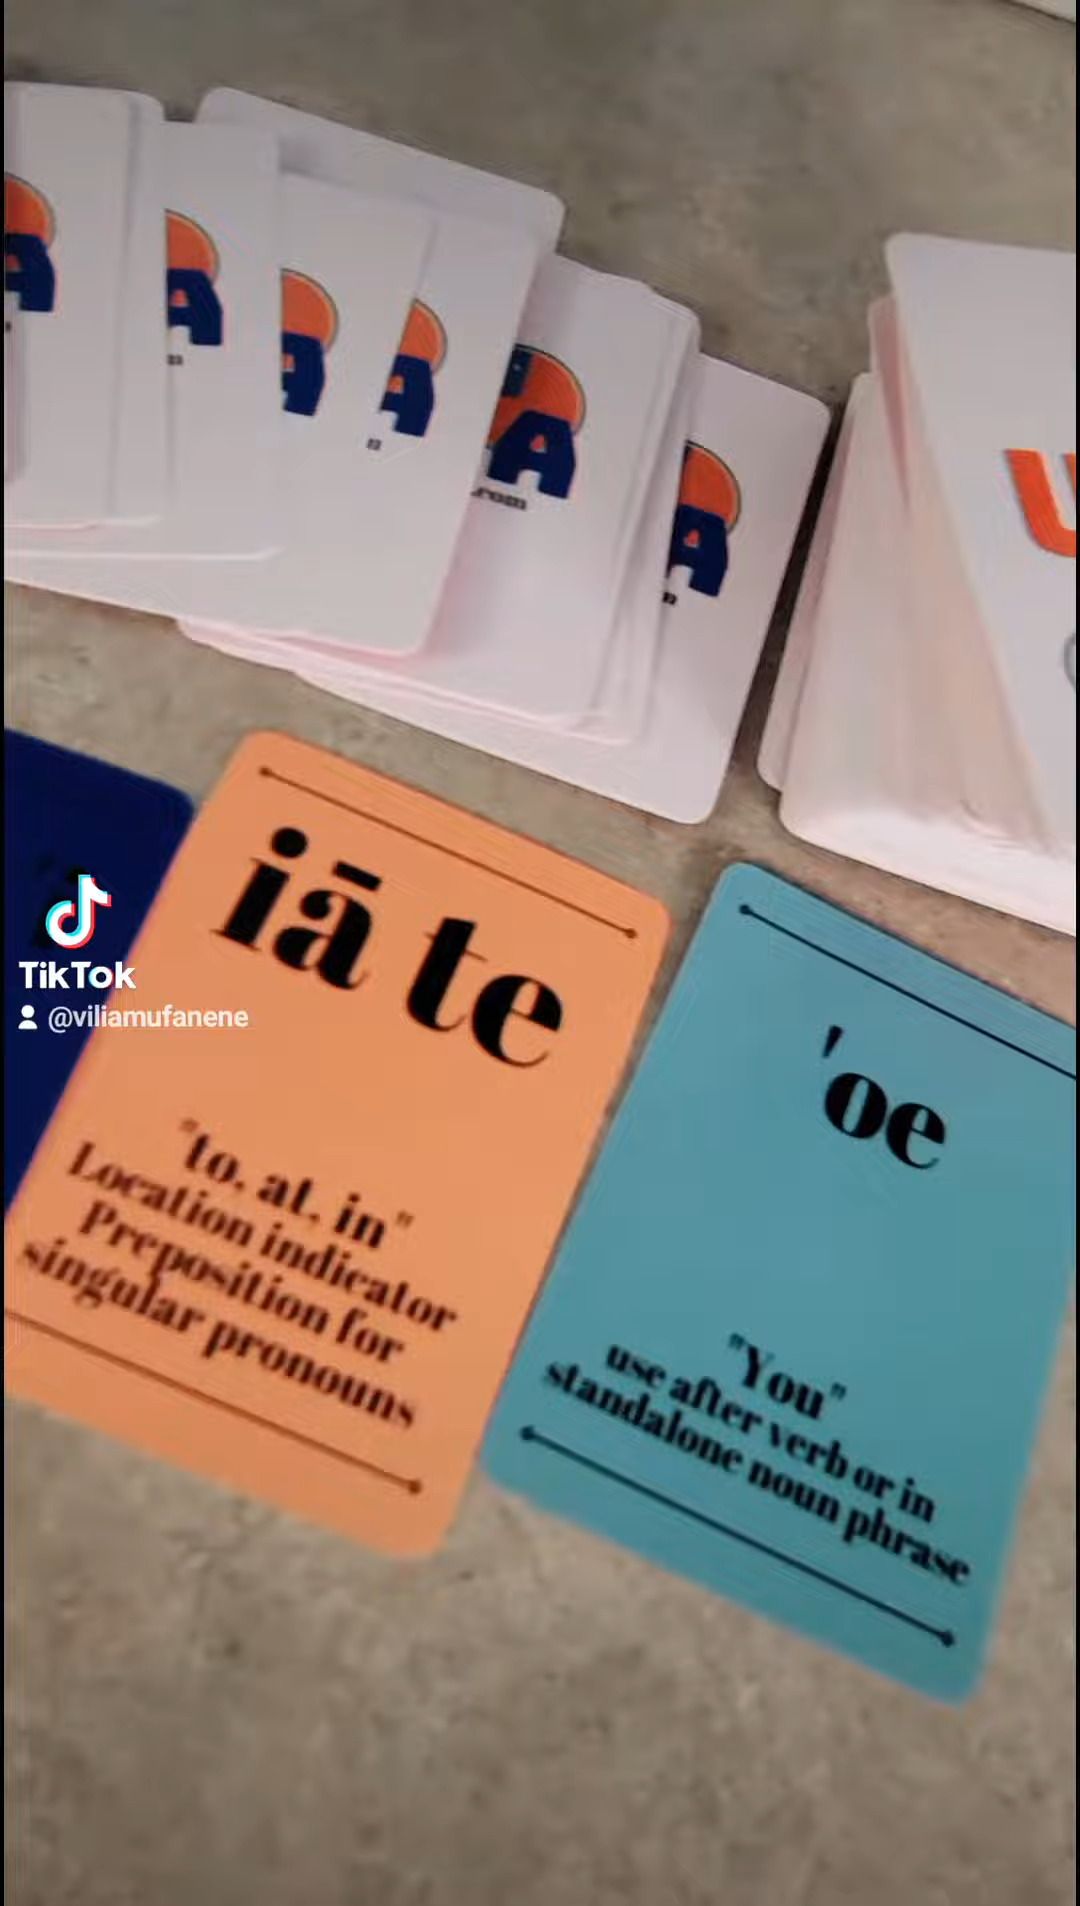 A
A
A
A
A
.rom
A
iā te
"to, at, in"
Location indicator
Preposition for
singular pronouns
'oe
"You"
use after verb or in
standalone noun phrase
TikTok
@viliamufanene